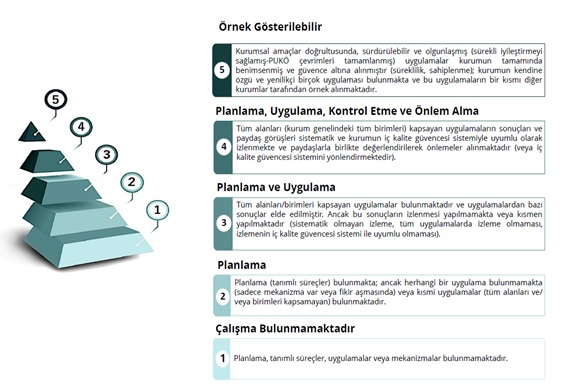 Örnek Gösterilebilir
5
Kurumsal amaçlar doğrultusunda, sürdürülebilir ve olgunlaşmış (sürekli iyileştirmeyi
sağlamış-PUKÖ çevrimleri tamamlanmış) uygulamalar kurumun tamamında
benimsenmiş ve güvence altına alınmıştır (süreklilik, sahiplenme); kurumun kendine
özgü ve yenilikçi birçok uygulaması bulunmakta ve bu uygulamaların bir kısmı diğer
kurumlar tarafından örnek alınmaktadır.
Planlama, Uygulama, Kontrol Etme ve Önlem Alma
4
Tüm alanları (kurum genelindeki tüm birimleri) kapsayan uygulamaların sonuçları ve
paydaş görüşleri sistematik ve kurumun iç kalite güvencesi sistemiyle uyumlu olarak
izlenmekte ve paydaşlarla birlikte değerlendirilerek önlemeler alınmaktadır (veya iç
kalite güvencesi sistemini yönlendirmektedir).
Planlama ve Uygulama
3
Tüm alanları/birimleri kapsayan uygulamalar bulunmaktadır ve uygulamalardan bazı
sonuçlar elde edilmiştir. Ancak bu sonuçların izlenmesi yapılmamakta veya kısmen
yapılmaktadır (sistematik olmayan izleme, tüm uygulamalarda izleme olmaması,
izlemenin iç kalite güvencesi sistemi ile uyumlu olmaması).
Planlama
2
Planlama (tanımlı süreçler) bulunmakta; ancak herhangi bir uygulama bulunmamakta
(sadece mekanizma var veya fikir aşmasında) veya kısmi uygulamalar (tüm alanları ve/
veya birimleri kapsamayan) bulunmaktadır.
Çalışma Bulunmamaktadır
1
Planlama, tanımlı süreçler, uygulamalar veya mekanizmalar bulunmamaktadır.
5
4
3
2
1